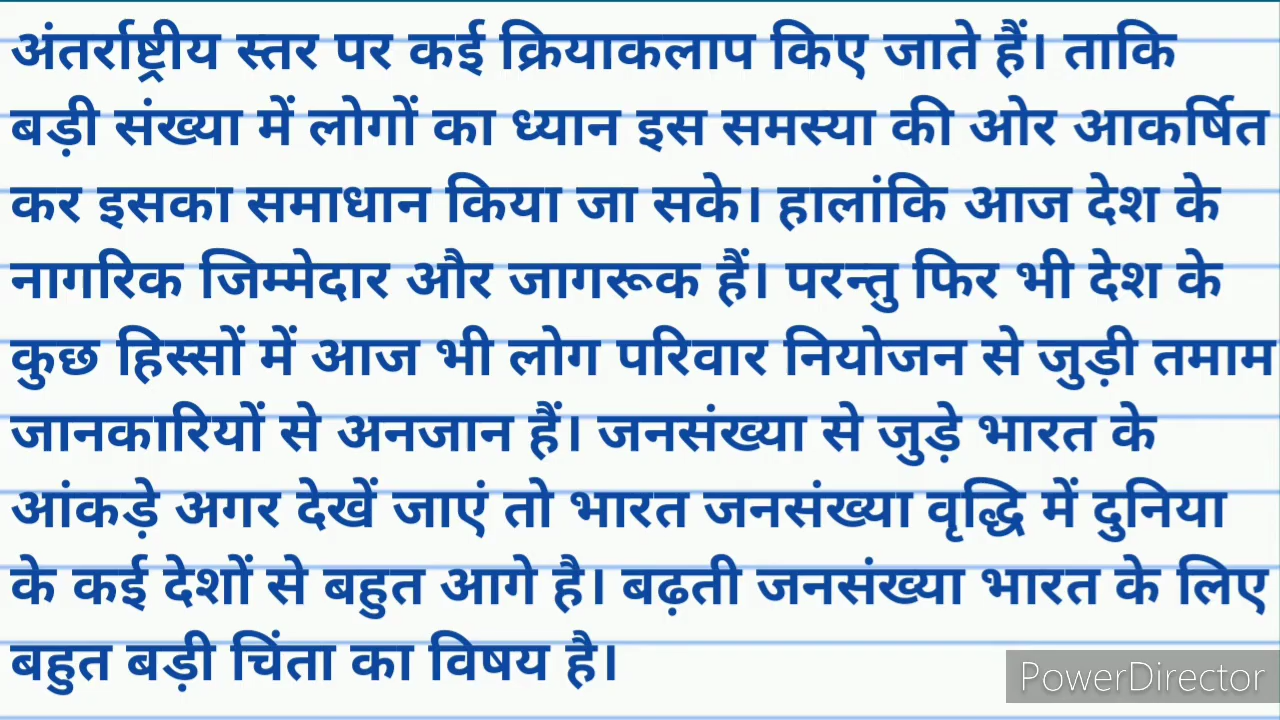 अंतर्राष्ट्रीय स्तर पर कई क्रियाकलाप किए जाते हैं। ताकि
बड़ी संख्या में लोगों का ध्यान इस समस्या की ओर आकर्षित
कर इसका समाधान किया जा सके। हालांकि आज देश के
नागरिक जिम्मेदार और जागरूक हैं। परन्तु फिर भी देश के
कुछ हिस्सों में आज भी लोग परिवार नियोजन से जुड़ी तमाम
जानकारियों से अनजान हैं। जनसंख्या से जुड़े भारत के
आंकड़े अगर देखें जाएं तो भारत जनसंख्या वृद्धि में दुनिया
के कई देशों से बहुत आगे है। बढ़ती जनसंख्या भारत के लिए
बहुत बड़ी चिंता का विषय है।
PowerDirector